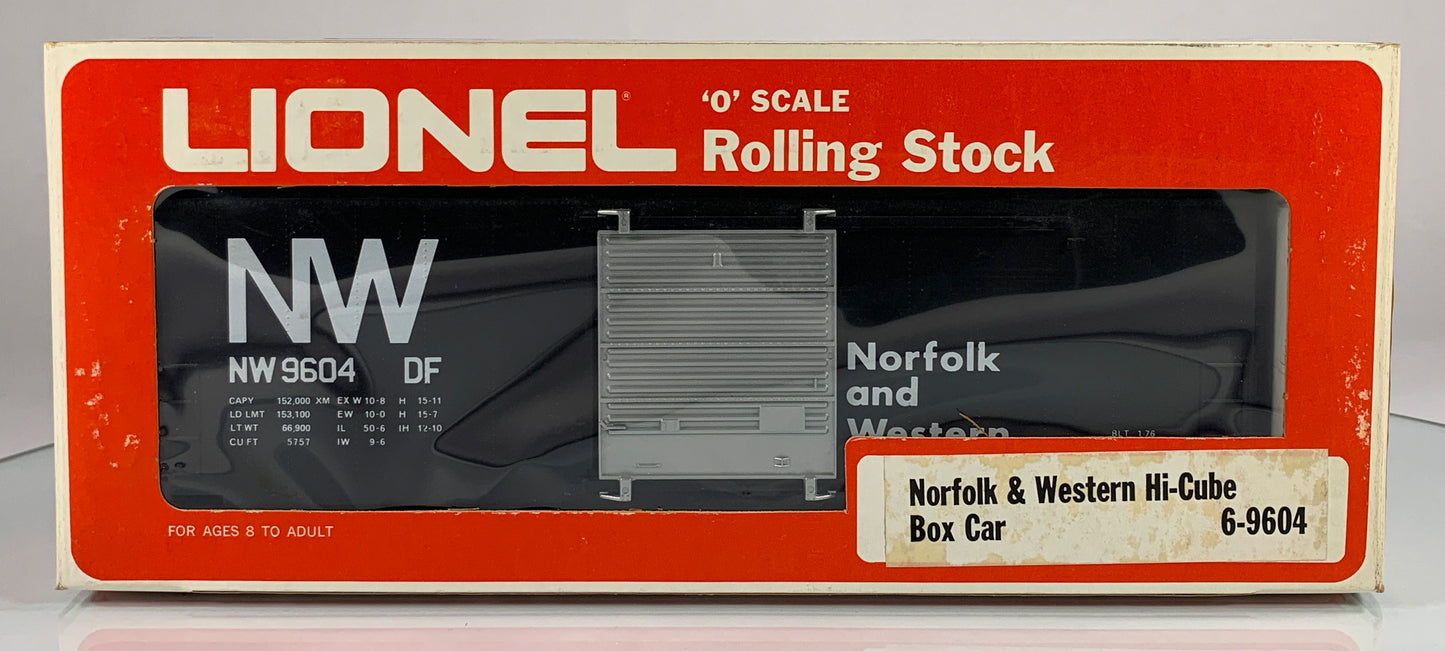 LIONEL®
'O' SCALE
Rolling Stock
NW
NW 9604 DF
CAPY 152,000 XM EX W 10-8 H 15-11
LD LMT 153,100 EW 10-0 H 15-7
LT WT 66,900 IL 50-6 IH 12-10
CU FT 5757 IW 9-6
Norfolk
and
Western
BLT 1-76
FOR AGES 8 TO ADULT
Norfolk & Western Hi-Cube
Box Car 6-9604